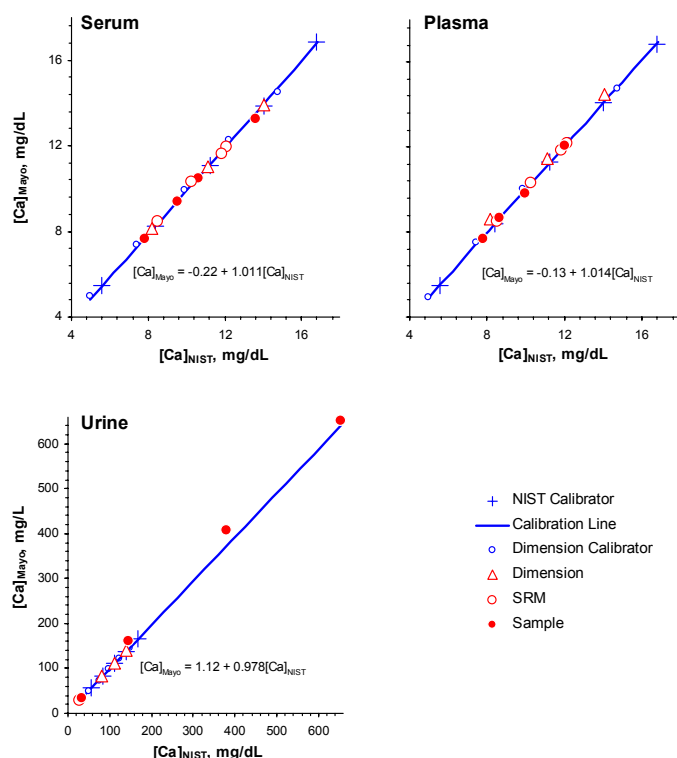 Serum
16
12
8
4
4 8 12 16
[Ca]Mayo, mg/dL
[Ca]NIST, mg/dL
[Ca]Mayo = -0.22 + 1.011[Ca]NIST
Plasma
4 8 12 16
[Ca]NIST, mg/dL
[Ca]Mayo = -0.13 + 1.014[Ca]NIST
Urine
600
500
400
300
200
100
0
0 100 200 300 400 500 600
[Ca]Mayo, mg/L
[Ca]NIST, mg/dL
[Ca]Mayo = 1.12 + 0.978[Ca]NIST
NIST Calibrator
Calibration Line
Dimension Calibrator
Dimension
SRM
Sample